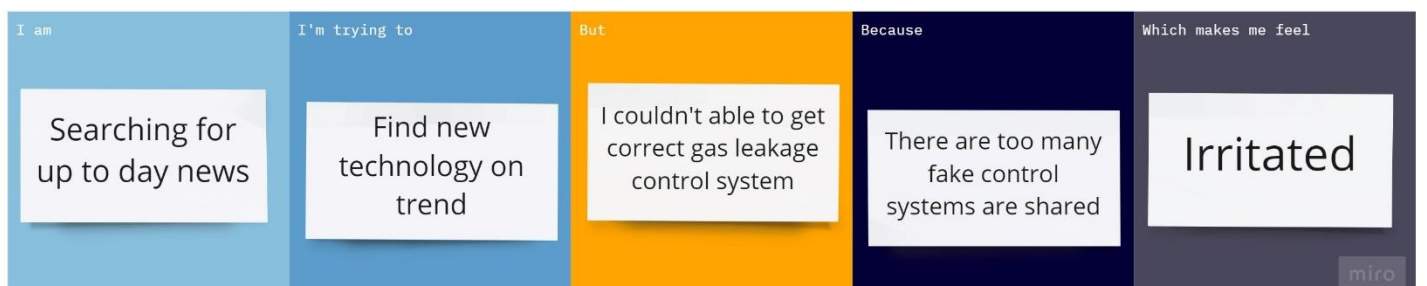 I am
Searching for
up to day news
I'm trying to
Find new
technology on
trend
But
I couldn't able to get
correct gas leakage
control system
Because
There are too many
fake control
systems are shared
Which makes me feel
Irritated
miro